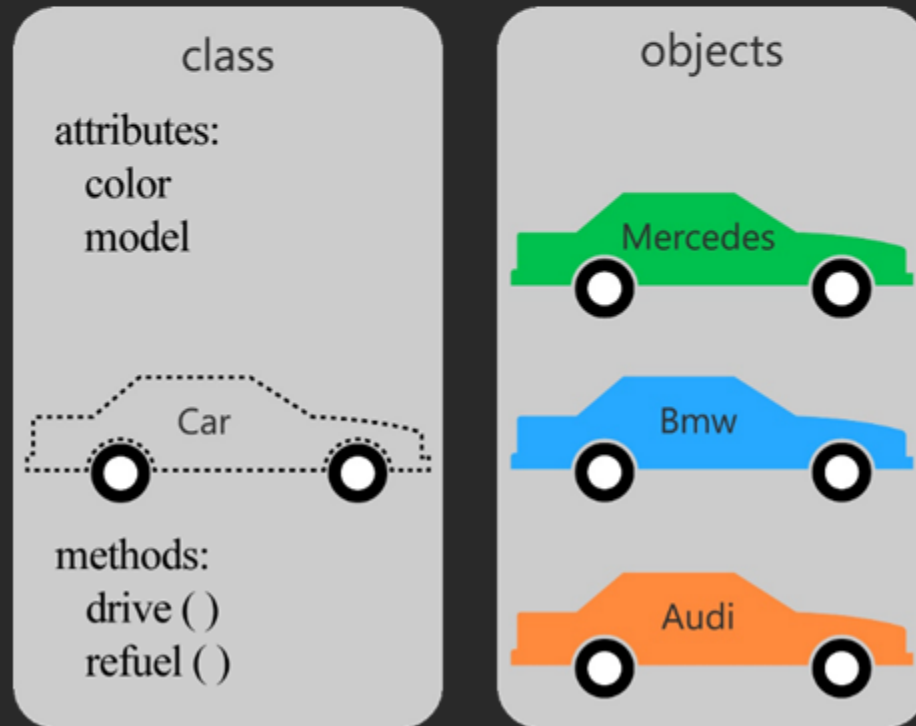 class
attributes:
color
model
Car
methods:
drive ( )
refuel ( )
objects
Mercedes
Bmw
Audi